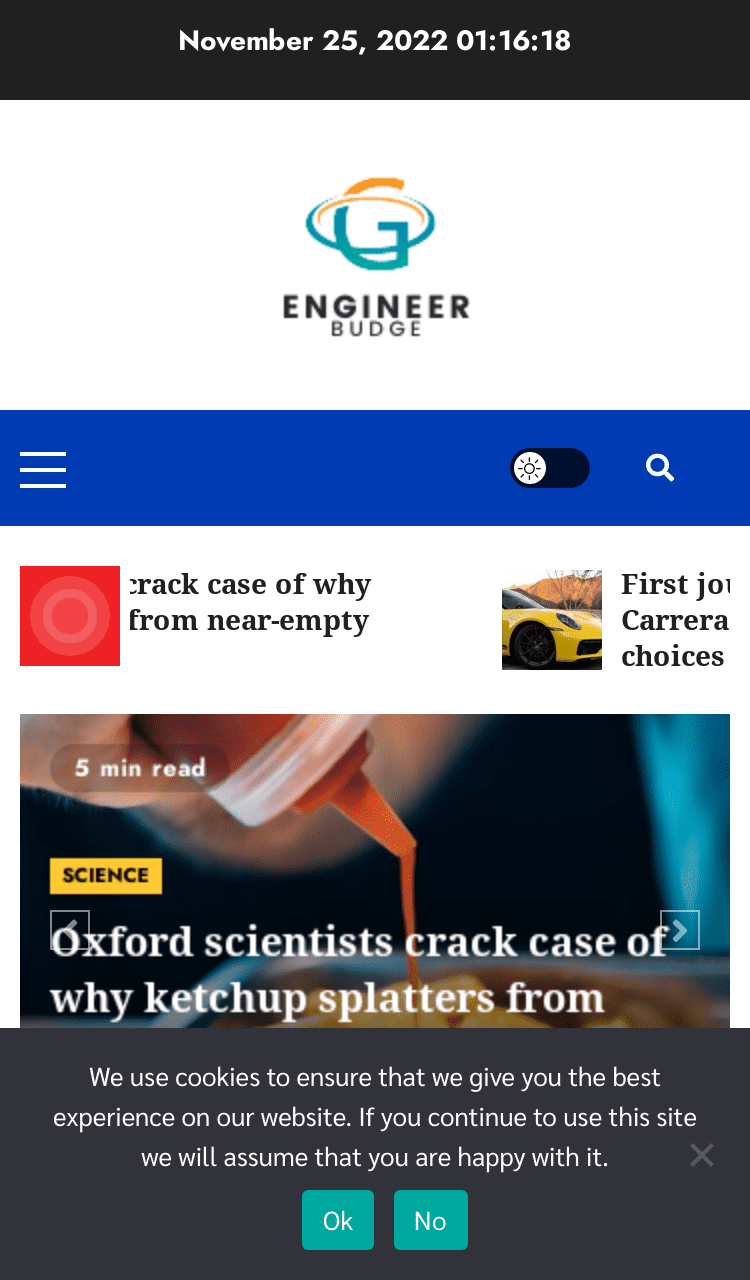 November 25, 2022 01:16:18
ENGINEER
BUDGE
crack case of why
from near-empty
First jou
Carrera
choices
5 min read
SCIENCE
Oxford scientists crack case of
why ketchup splatters from
We use cookies to ensure that we give you the best
experience on our website. If you continue to use this site
we will assume that you are happy with it.
Ok
No